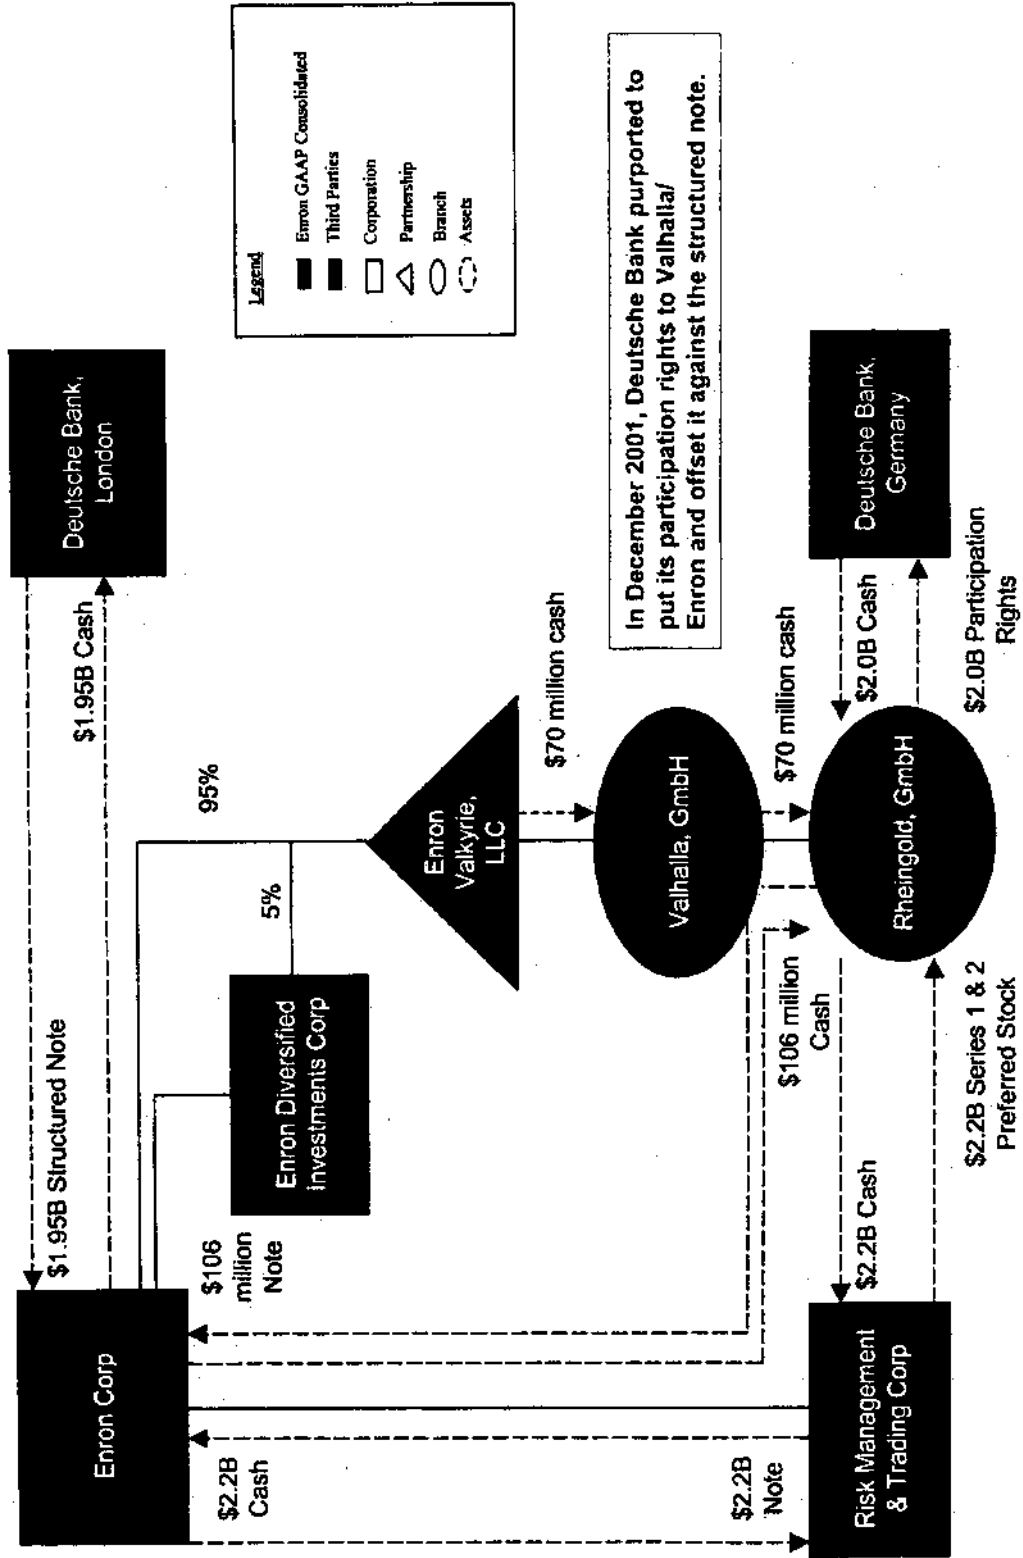 Enron Corp
$1.95B Structured Note
$1.95B Cash
Deutsche Bank,
London
Legend
Enron GAAP Consolidated
Third Parties
Corporation
Partnership
Branch
Assets
95%
5%
$106
million
Note
Enron Diversified
Investments Corp
Enron
Valkyrie,
LLC
$70 million cash
In December 2001, Deutsche Bank purported to
put its participation rights to Valhalla/
Enron and offset it against the structured note.
$2.2B
Cash
Valhalla, GmbH
$2.2B
Note
$106 million
Cash
$70 million cash
$2.2B Cash
$2.0B Cash
Risk Management
& Trading Corp
Rheingold, GmbH
Deutsche Bank,
Germany
$2.2B Series 1 & 2
Preferred Stock
$2.0B Participation
Rights